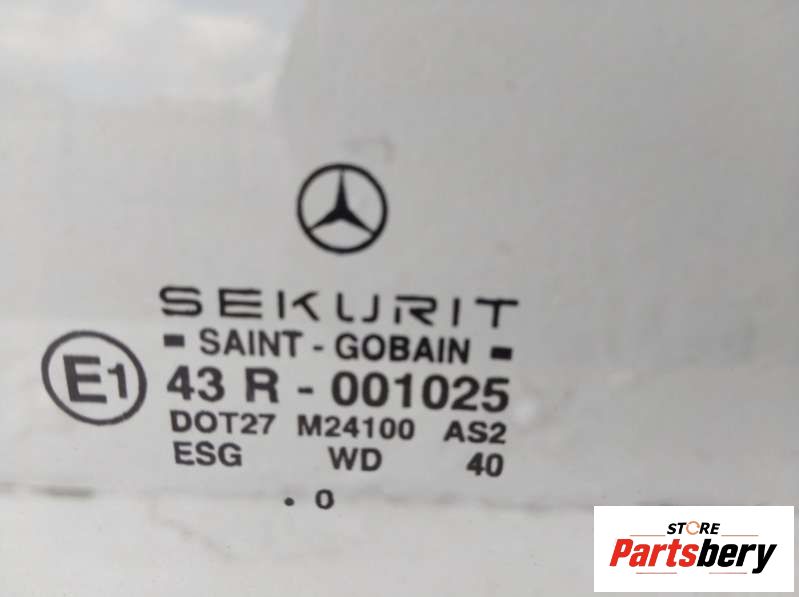 SEKURIT
SAINT - GOBAIN
E1
43 R - 001025
DOT27 M24100 AS2
ESG WD 40
. 0
STORE
Partsbery